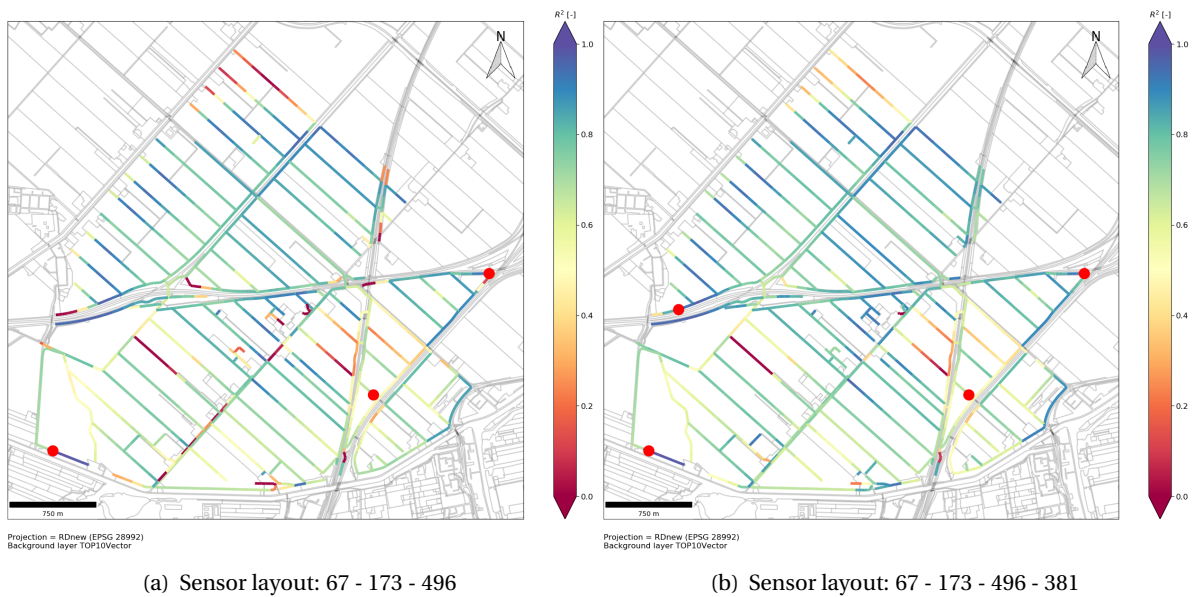 R² [-]
R² [-]
N
N
1.0
0.8
0.6
0.4
0.2
0.0
1.0
0.8
0.6
0.4
0.2
0.0
750 m
750 m
Projection = RDnew (EPSG 28992)
Background layer TOP10Vector
Projection = RDnew (EPSG 28992)
Background layer TOP10Vector
(a) Sensor layout: 67 - 173 - 496
(b) Sensor layout: 67 - 173 - 496 - 381